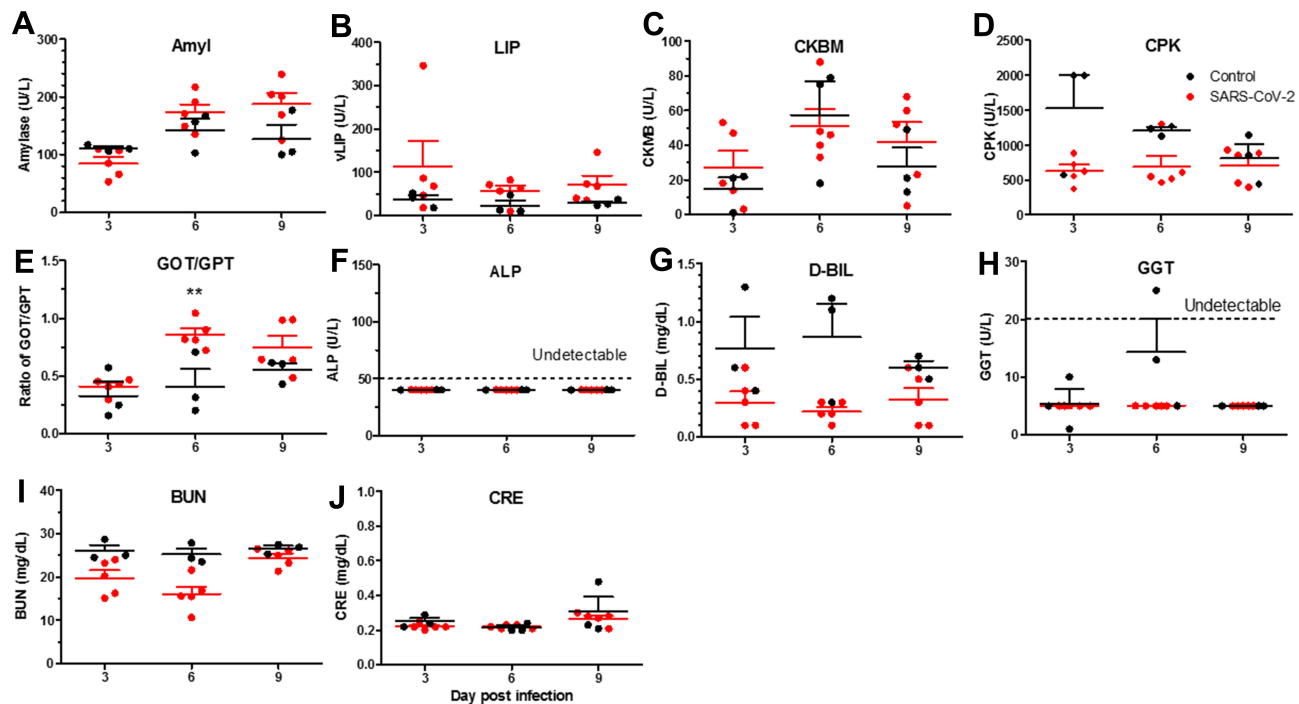 A
Amyl
Amylase (U/L)
300
200
100
0
3
6
9
B
LIP
vLIP (U/L)
400
350
300
250
200
150
100
50
0
3
6
9
C
CKBM
CKMB (U/L)
100
80
60
40
20
0
3
6
9
D
CPK
CPK (U/L)
2500
2000
1500
1000
500
0
3
6
9
Control
SARS-CoV-2
E
GOT/GPT
Ratio of GOT/GPT
1.5
1.0
0.5
0.0
**
3
6
9
F
ALP
ALP (U/L)
150
100
50
0
Undetectable
3
6
9
G
D-BIL
D-BIL (mg/dL)
1.5
1.0
0.5
0.0
3
6
9
H
GGT
GGT (U/L)
30
20
10
0
Undetectable
3
6
9
I
BUN
BUN (mg/dL)
40
30
20
10
0
3
6
9
J
CRE
CRE (mg/dL)
1.0
0.8
0.6
0.4
0.2
0.0
3
6
9
Day post infection